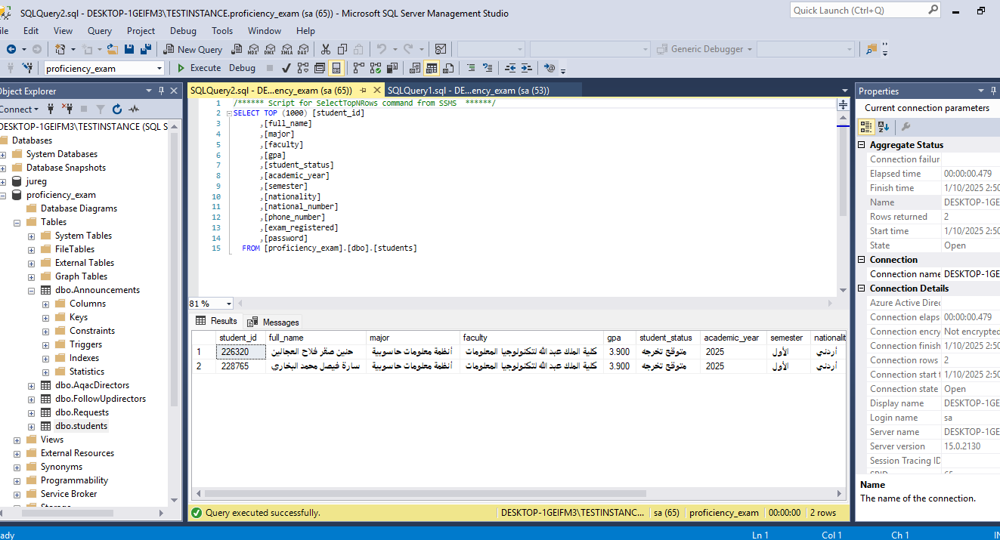 SQLQuery2.sql - DESKTOP-1GEIFM3\TESTINSTANCE.proficiency_exam (sa (65)) - Microsoft SQL Server Management Studio
Quick Launch (Ctrl+Q)
ile Edit View Query Project Debug Tools Window Help
New Query MDX DMX XMLA DAX Generic Debugger
proficiency_exam Execute Debug
Object Explorer
Connect
DESKTOP-1GEIFM3\TESTINSTANCE (SQL S
Databases
System Databases
Database Snapshots
jureg
proficiency_exam
Database Diagrams
Tables
System Tables
FileTables
External Tables
Graph Tables
dbo.Announcements
Columns
Keys
Constraints
Triggers
Indexes
Statistics
dbo.AqacDirectors
dbo.FollowUpdirectors
dbo.Requests
dbo.students
Views
External Resources
Synonyms
Programmability
Service Broker
Storage
SQLQuery2.sql - DE...ency_exam (sa (65)) SQLQuery1.sql - DE...ency_exam (sa (53))
1 /****** Script for SelectTopNRows command from SSMS ******/
2 SELECT TOP (1000) [student_id]
3 ,[full_name]
4 ,[major]
5 ,[faculty]
6 ,[gpa]
7 ,[student_status]
8 ,[academic_year]
9 ,[semester]
10 ,[nationality]
11 ,[national_number]
12 ,[phone_number]
13 ,[exam_registered]
14 ,[password]
15 FROM [proficiency_exam].[dbo].[students]
81 %
Results Messages
student_id full_name major faculty gpa student_status academic_year semester nationalit
1 226320 حنين صقر فلاح العجالين أنظمة معلومات حاسوبية كلية الملك عبد الله لتكنولوجيا المعلومات 3.900 متوقع تخرجه 2025 الأول أردني
2 228765 سارة فيصل محمد البخاري أنظمة معلومات حاسوبية كلية الملك عبد الله لتكنولوجيا المعلومات 3.900 متوقع تخرجه 2025 الأول أردني
Query executed successfully. DESKTOP-1GEIFM3\TESTINSTANC... sa (65) proficiency_exam 00:00:00 2 rows
Properties
Current connection parameters
Aggregate Status
Connection failur
Elapsed time 00:00:00.479
Finish time 1/10/2025 2:50
Name DESKTOP-1GE
Rows returned 2
Start time 1/10/2025 2:50
State Open
Connection
Connection name DESKTOP-1GE
Connection Details
Azure Active Direc
Connection elaps 00:00:00.479
Connection encry Not encrypted
Connection finish 1/10/2025 2:50
Connection rows 2
Connection start t 1/10/2025 2:50
Connection state Open
Display name DESKTOP-1GE
Login name sa
Server name DESKTOP-1GE
Server version 15.0.2130
Session Tracing ID
Name
The name of the connection.
ady Ln 1 Col 1 Ch 1 IN